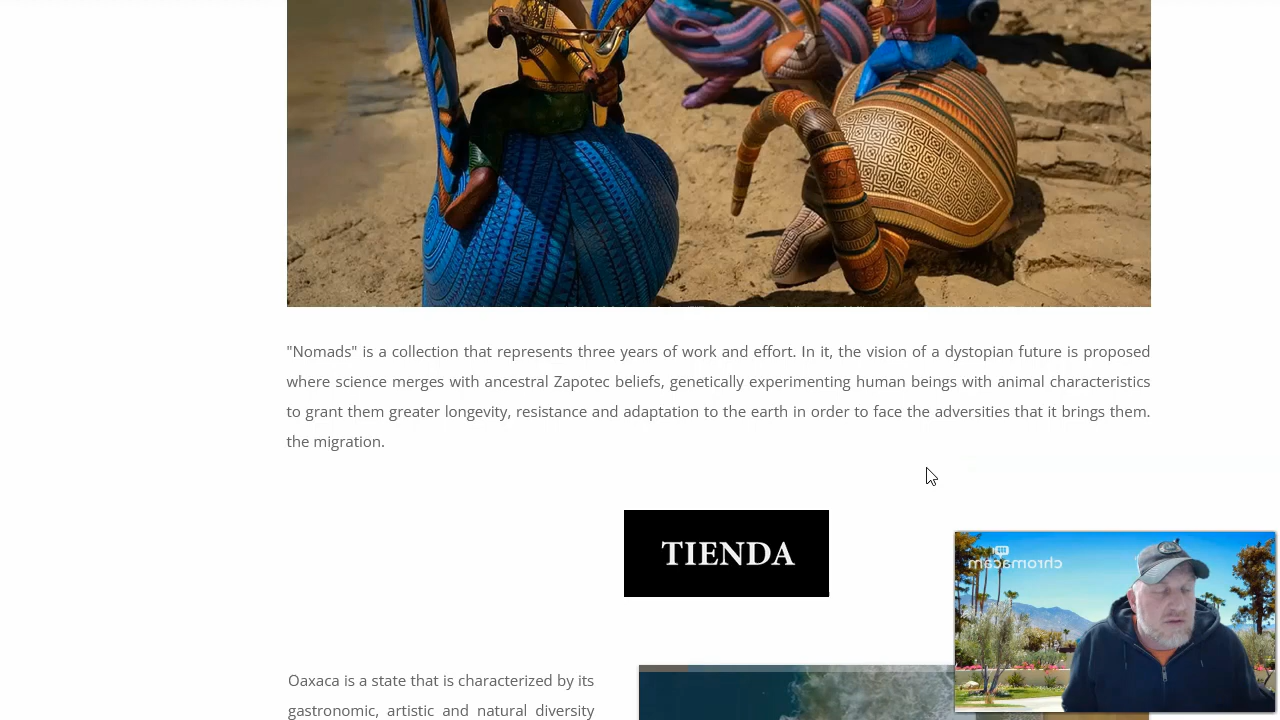 "Nomads" is a collection that represents three years of work and effort. In it, the vision of a dystopian future is proposed
where science merges with ancestral Zapotec beliefs, genetically experimenting human beings with animal characteristics
to grant them greater longevity, resistance and adaptation to the earth in order to face the adversities that it brings them.
the migration.
TIENDA
chromacam
Oaxaca is a state that is characterized by its
gastronomic, artistic and natural diversity